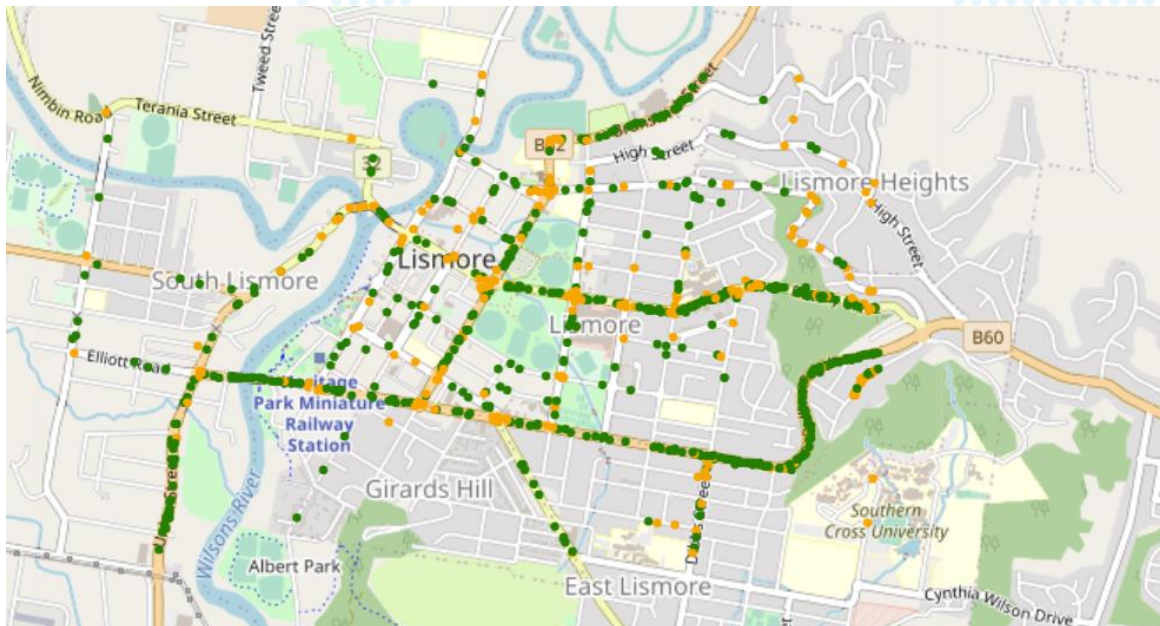 Tweed Street
Nimbin Road
Terania Street
32
High Street
Lismore Heights
High Street
Lismore
South Lismore
Lismore
B60
Elliott Road
Park Miniature
Railway
Station
Girards Hill
Southern
Cross University
Wilsons River
Albert Park
East Lismore
Cynthia Wilson Drive